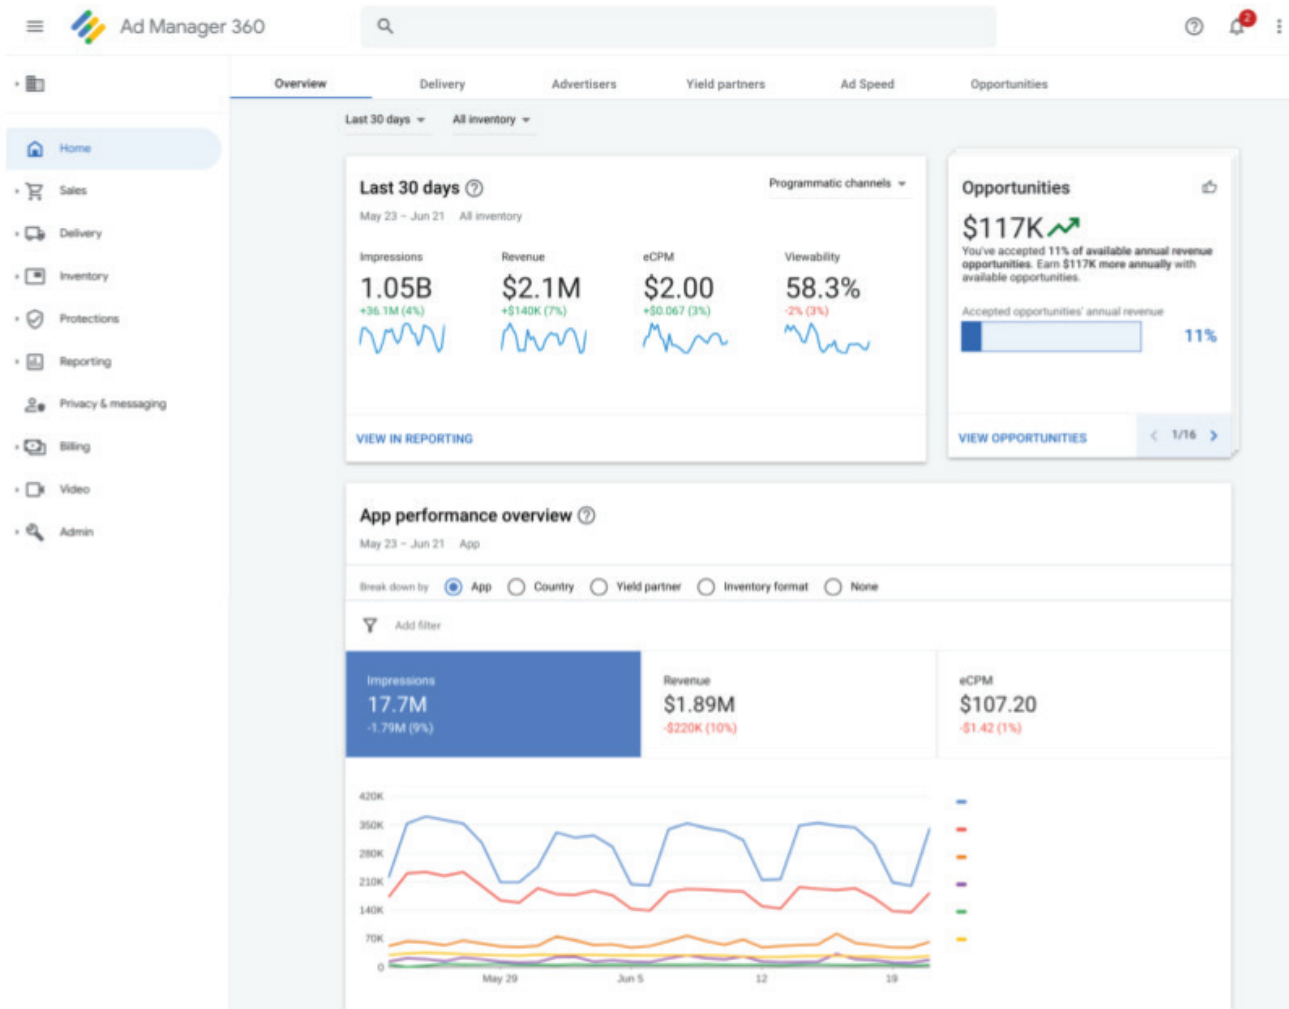 Ad Manager 360
2
Overview Delivery Advertisers Yield partners Ad Speed Opportunities
Last 30 days All inventory
Home
Sales
Delivery
Inventory
Protections
Reporting
Privacy & messaging
Billing
Video
Admin
Last 30 days Programmatic channels
May 23 – Jun 21 All inventory
Impressions Revenue eCPM Viewability
1.05B $2.1M $2.00 58.3%
+36.1M (4%) +$140K (7%) +$0.067 (3%) -2% (3%)
VIEW IN REPORTING
Opportunities
$117K
You've accepted 11% of available annual revenue
opportunities. Earn $117K more annually with
available opportunities.
Accepted opportunities' annual revenue
11%
VIEW OPPORTUNITIES 1/16
App performance overview
May 23 – Jun 21 App
Break down by App Country Yield partner Inventory format None
Add filter
Impressions Revenue eCPM
17.7M $1.89M $107.20
-1.79M (9%) -$220K (10%) -$1.42 (1%)
420K
350K
280K
210K
140K
70K
0
May 29 Jun 5 12 19